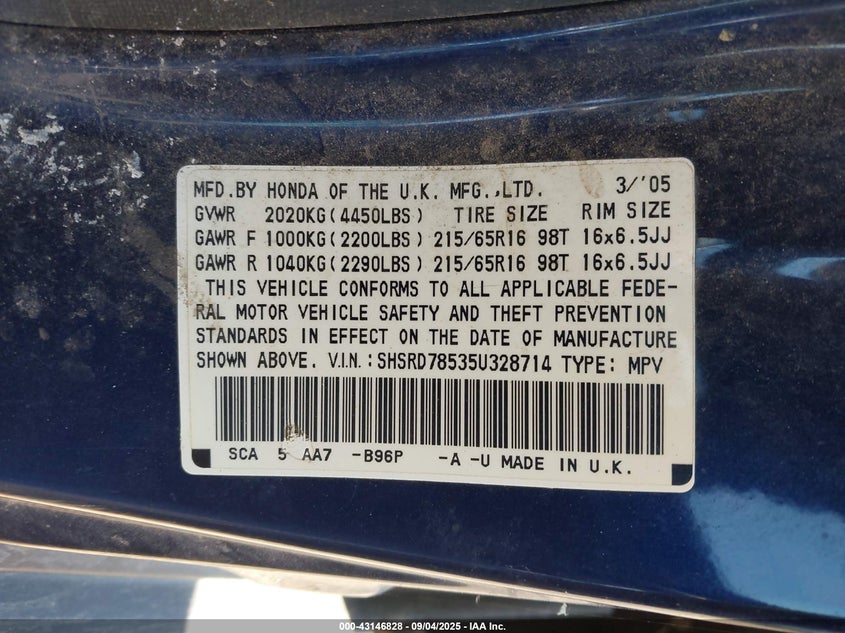 MFD.BY HONDA OF THE U.K. MFG.,LTD. 3/'05
GVWR 2020KG(4450LBS) TIRE SIZE RIM SIZE
GAWR F 1000KG(2200LBS) 215/65R16 98T 16x6.5JJ
GAWR R 1040KG(2290LBS) 215/65R16 98T 16x6.5JJ
THIS VEHICLE CONFORMS TO ALL APPLICABLE FEDE-
RAL MOTOR VEHICLE SAFETY AND THEFT PREVENTION
STANDARDS IN EFFECT ON THE DATE OF MANUFACTURE
SHOWN ABOVE. V.I.N.:SHSRD78535U328714 TYPE: MPV
SCA 5 AA7 -B96P -A -U MADE IN U.K.
000-43146828 - 09/04/2025 - IAA Inc.